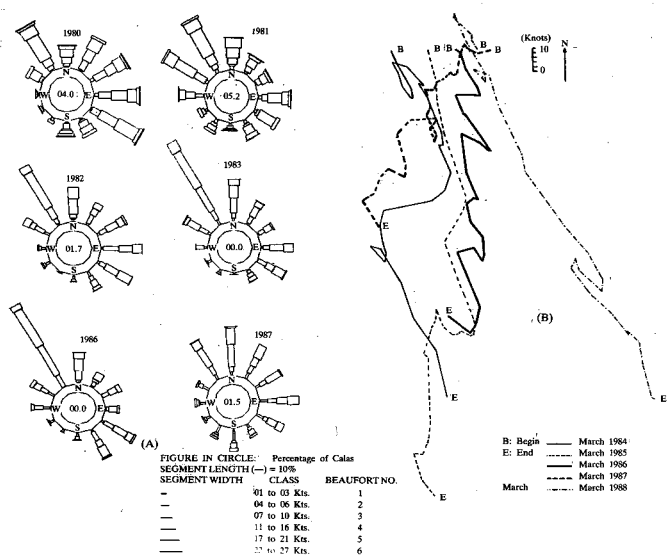 1980
1981
N
W 04.0 E
S
N
W 05.2 E
S
1982
1983
N
W 01.7 E
S
N
W 00.0 E
S
1986
1987
N
W 00.0 E
S
N
W 01.5 E
S
(A)
FIGURE IN CIRCLE: Percentage of Calas
SEGMENT LENGTH (—) = 10%
SEGMENT WIDTH CLASS BEAUFORT NO.
01 to 03 Kts. 1
04 to 06 Kts. 2
07 to 10 Kts. 3
11 to 16 Kts. 4
17 to 21 Kts. 5
22 to 27 Kts. 6
B B B B B
(Knots)
10
0
N
E
E
(B)
E
E
E
B: Begin March 1984
E: End March 1985
March 1986
March 1987
March March 1988